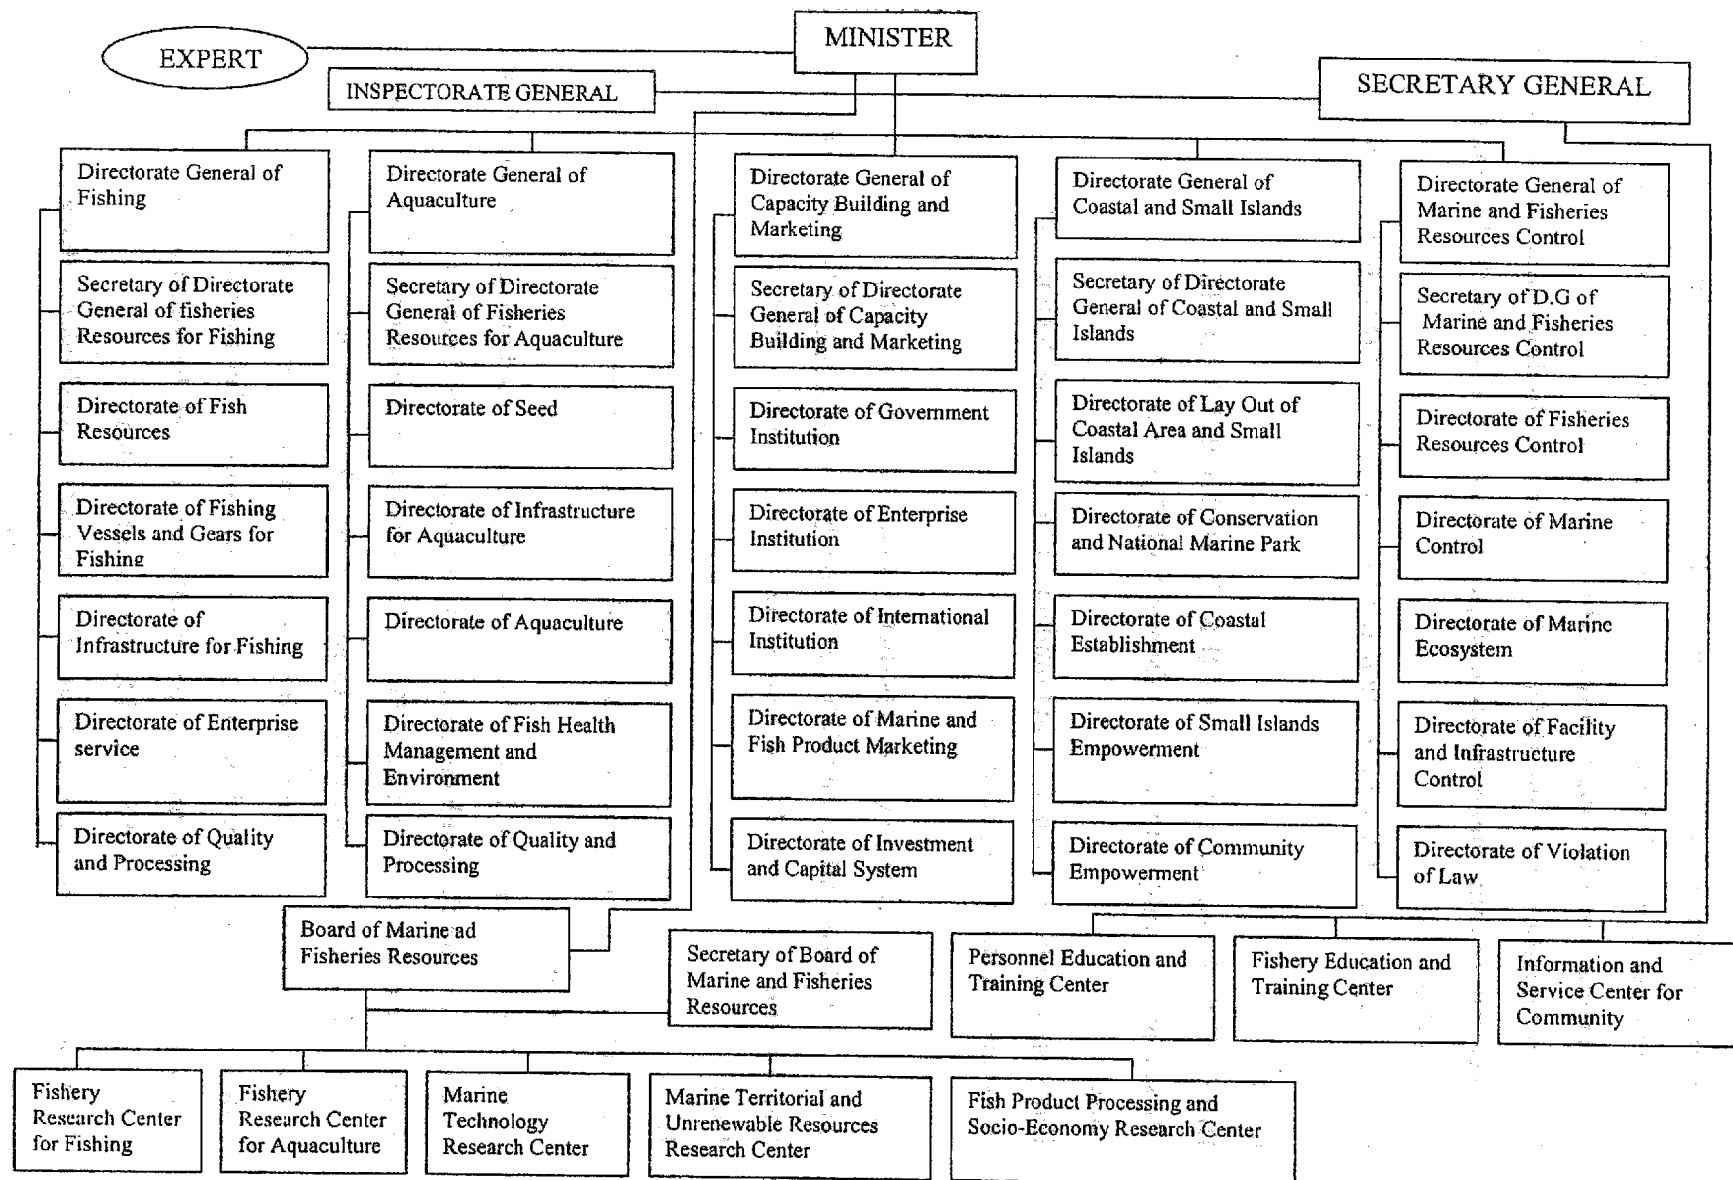 EXPERT
MINISTER
INSPECTORATE GENERAL
SECRETARY GENERAL
Directorate General of
Fishing
Secretary of Directorate
General of fisheries
Resources for Fishing
Directorate of Fish
Resources
Directorate of Fishing
Vessels and Gears for
Fishing
Directorate of
Infrastructure for Fishing
Directorate of Enterprise
service
Directorate of Quality
and Processing
Directorate General of
Aquaculture
Secretary of Directorate
General of Fisheries
Resources for Aquaculture
Directorate of Seed
Directorate of Infrastructure
for Aquaculture
Directorate of Aquaculture
Directorate of Fish Health
Management and
Environment
Directorate of Quality and
Processing
Directorate General of
Capacity Building and
Marketing
Secretary of Directorate
General of Capacity
Building and Marketing
Directorate of Government
Institution
Directorate of Enterprise
Institution
Directorate of International
Institution
Directorate of Marine and
Fish Product Marketing
Directorate of Investment
and Capital System
Directorate General of
Coastal and Small Islands
Secretary of Directorate
General of Coastal and Small
Islands
Directorate of Lay Out of
Coastal Area and Small
Islands
Directorate of Conservation
and National Marine Park
Directorate of Coastal
Establishment
Directorate of Small Islands
Empowerment
Directorate of Community
Empowerment
Directorate General of
Marine and Fisheries
Resources Control
Secretary of D.G of
Marine and Fisheries
Resources Control
Directorate of Fisheries
Resources Control
Directorate of Marine
Control
Directorate of Marine
Ecosystem
Directorate of Facility
and Infrastructure
Control
Directorate of Violation
of Law
Board of Marine ad
Fisheries Resources
Secretary of Board of
Marine and Fisheries
Resources
Personnel Education and
Training Center
Fishery Education and
Training Center
Information and
Service Center for
Community
Fishery
Research Center
for Fishing
Fishery
Research Center
for Aquaculture
Marine
Technology
Research Center
Marine Territorial and
Unrenewable Resources
Research Center
Fish Product Processing and
Socio-Economy Research Center